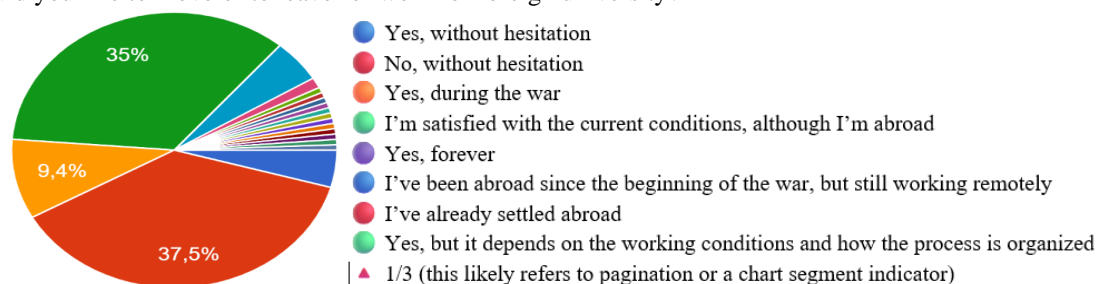 35%
9,4%
37,5%
Yes, without hesitation
No, without hesitation
Yes, during the war
I’m satisfied with the current conditions, although I’m abroad
Yes, forever
I’ve been abroad since the beginning of the war, but still working remotely
I’ve already settled abroad
Yes, but it depends on the working conditions and how the process is organized
1/3 (this likely refers to pagination or a chart segment indicator)